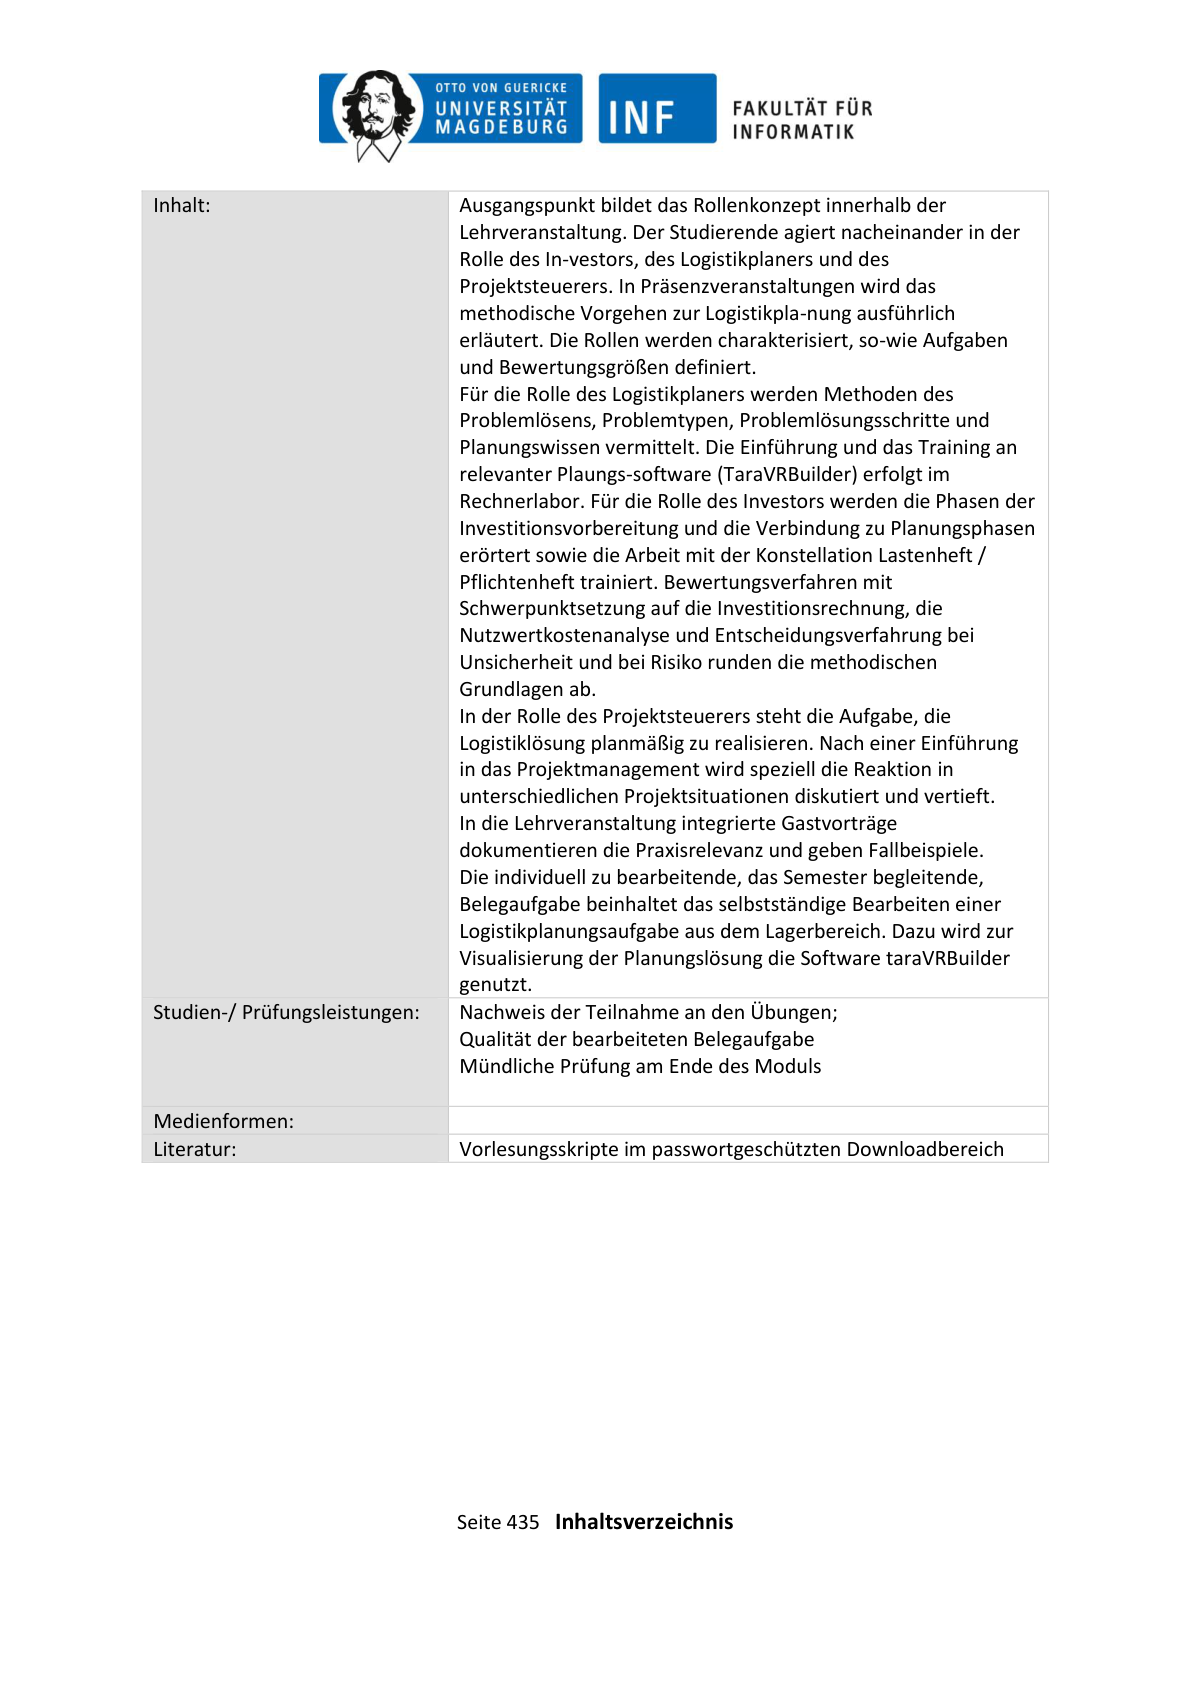 OTTO VON GUERICKE
UNIVERSITÄT
MAGDEBURG
INF
FAKULTÄT FÜR
INFORMATIK
Inhalt:
Ausgangspunkt bildet das Rollenkonzept innerhalb der
Lehrveranstaltung. Der Studierende agiert nacheinander in der
Rolle des In-vestors, des Logistikplaners und des
Projektsteuerers. In Präsenzveranstaltungen wird das
methodische Vorgehen zur Logistikpla-nung ausführlich
erläutert. Die Rollen werden charakterisiert, so-wie Aufgaben
und Bewertungsgrößen definiert.
Für die Rolle des Logistikplaners werden Methoden des
Problemlösens, Problemtypen, Problemlösungsschritte und
Planungswissen vermittelt. Die Einführung und das Training an
relevanter Plaungs-software (TaraVRBuilder) erfolgt im
Rechnerlabor. Für die Rolle des Investors werden die Phasen der
Investitionsvorbereitung und die Verbindung zu Planungsphasen
erörtert sowie die Arbeit mit der Konstellation Lastenheft /
Pflichtenheft trainiert. Bewertungsverfahren mit
Schwerpunktsetzung auf die Investitionsrechnung, die
Nutzwertkostenanalyse und Entscheidungsverfahrung bei
Unsicherheit und bei Risiko runden die methodischen
Grundlagen ab.
In der Rolle des Projektsteuerers steht die Aufgabe, die
Logistiklösung planmäßig zu realisieren. Nach einer Einführung
in das Projektmanagement wird speziell die Reaktion in
unterschiedlichen Projektsituationen diskutiert und vertieft.
In die Lehrveranstaltung integrierte Gastvorträge
dokumentieren die Praxisrelevanz und geben Fallbeispiele.
Die individuell zu bearbeitende, das Semester begleitende,
Belegaufgabe beinhaltet das selbstständige Bearbeiten einer
Logistikplanungsaufgabe aus dem Lagerbereich. Dazu wird zur
Visualisierung der Planungslösung die Software taraVRBuilder
genutzt.
Studien-/ Prüfungsleistungen:
Nachweis der Teilnahme an den Übungen;
Qualität der bearbeiteten Belegaufgabe
Mündliche Prüfung am Ende des Moduls
Medienformen:
Literatur:
Vorlesungsskripte im passwortgeschützten Downloadbereich
Seite 435 Inhaltsverzeichnis